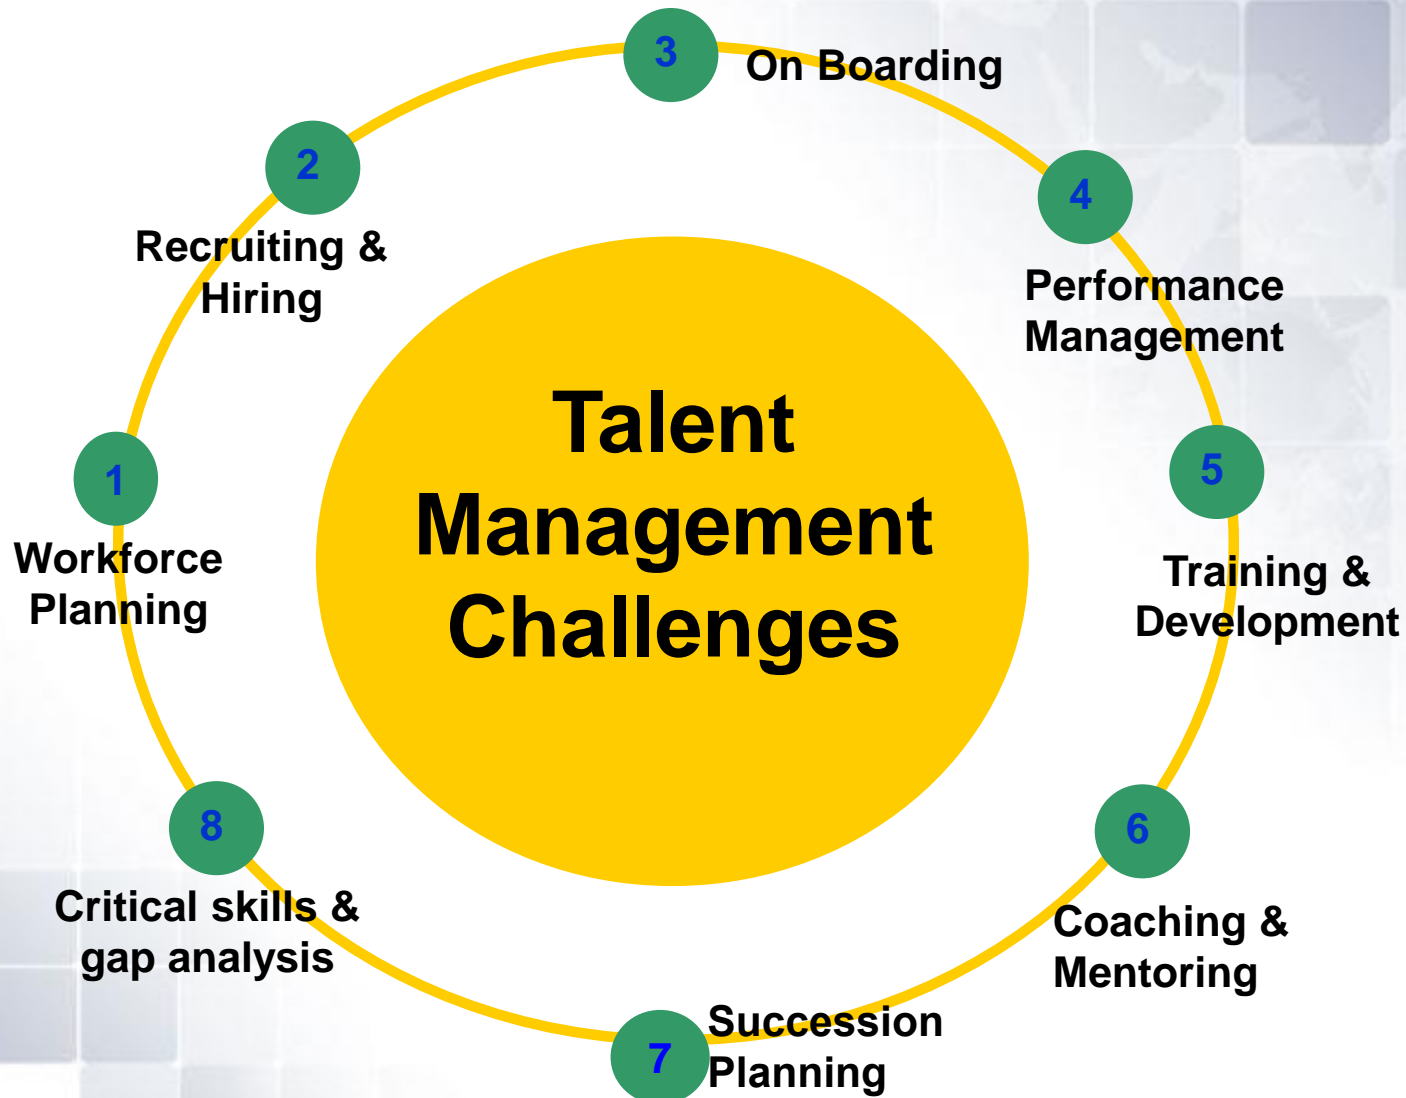 Talent
Management
Challenges
1
Workforce
Planning
2
Recruiting &
Hiring
3
On Boarding
4
Performance
Management
5
Training &
Development
6
Coaching &
Mentoring
7
Succession
Planning
8
Critical skills &
gap analysis